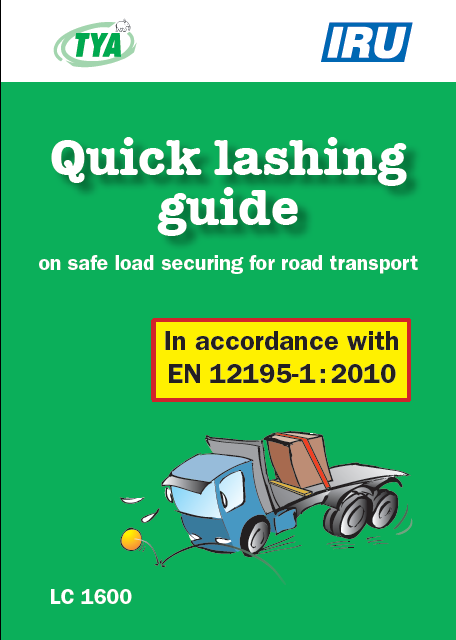 TYA
IRU
Quick lashing
guide
on safe load securing for road transport
In accordance with
EN 12195-1:2010
LC 1600